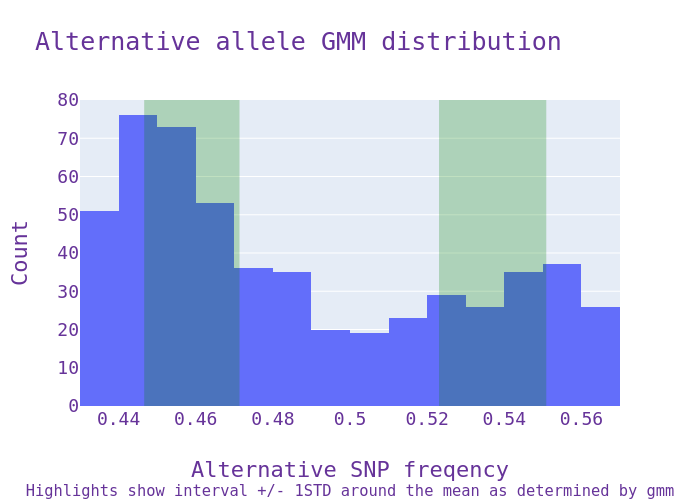 Alternative allele GMM distribution
80
70
60
50
40
30
20
10
0
Count
0.44 0.46 0.48 0.5 0.52 0.54 0.56
Alternative SNP freqency
Highlights show interval +/- 1STD around the mean as determined by gmm